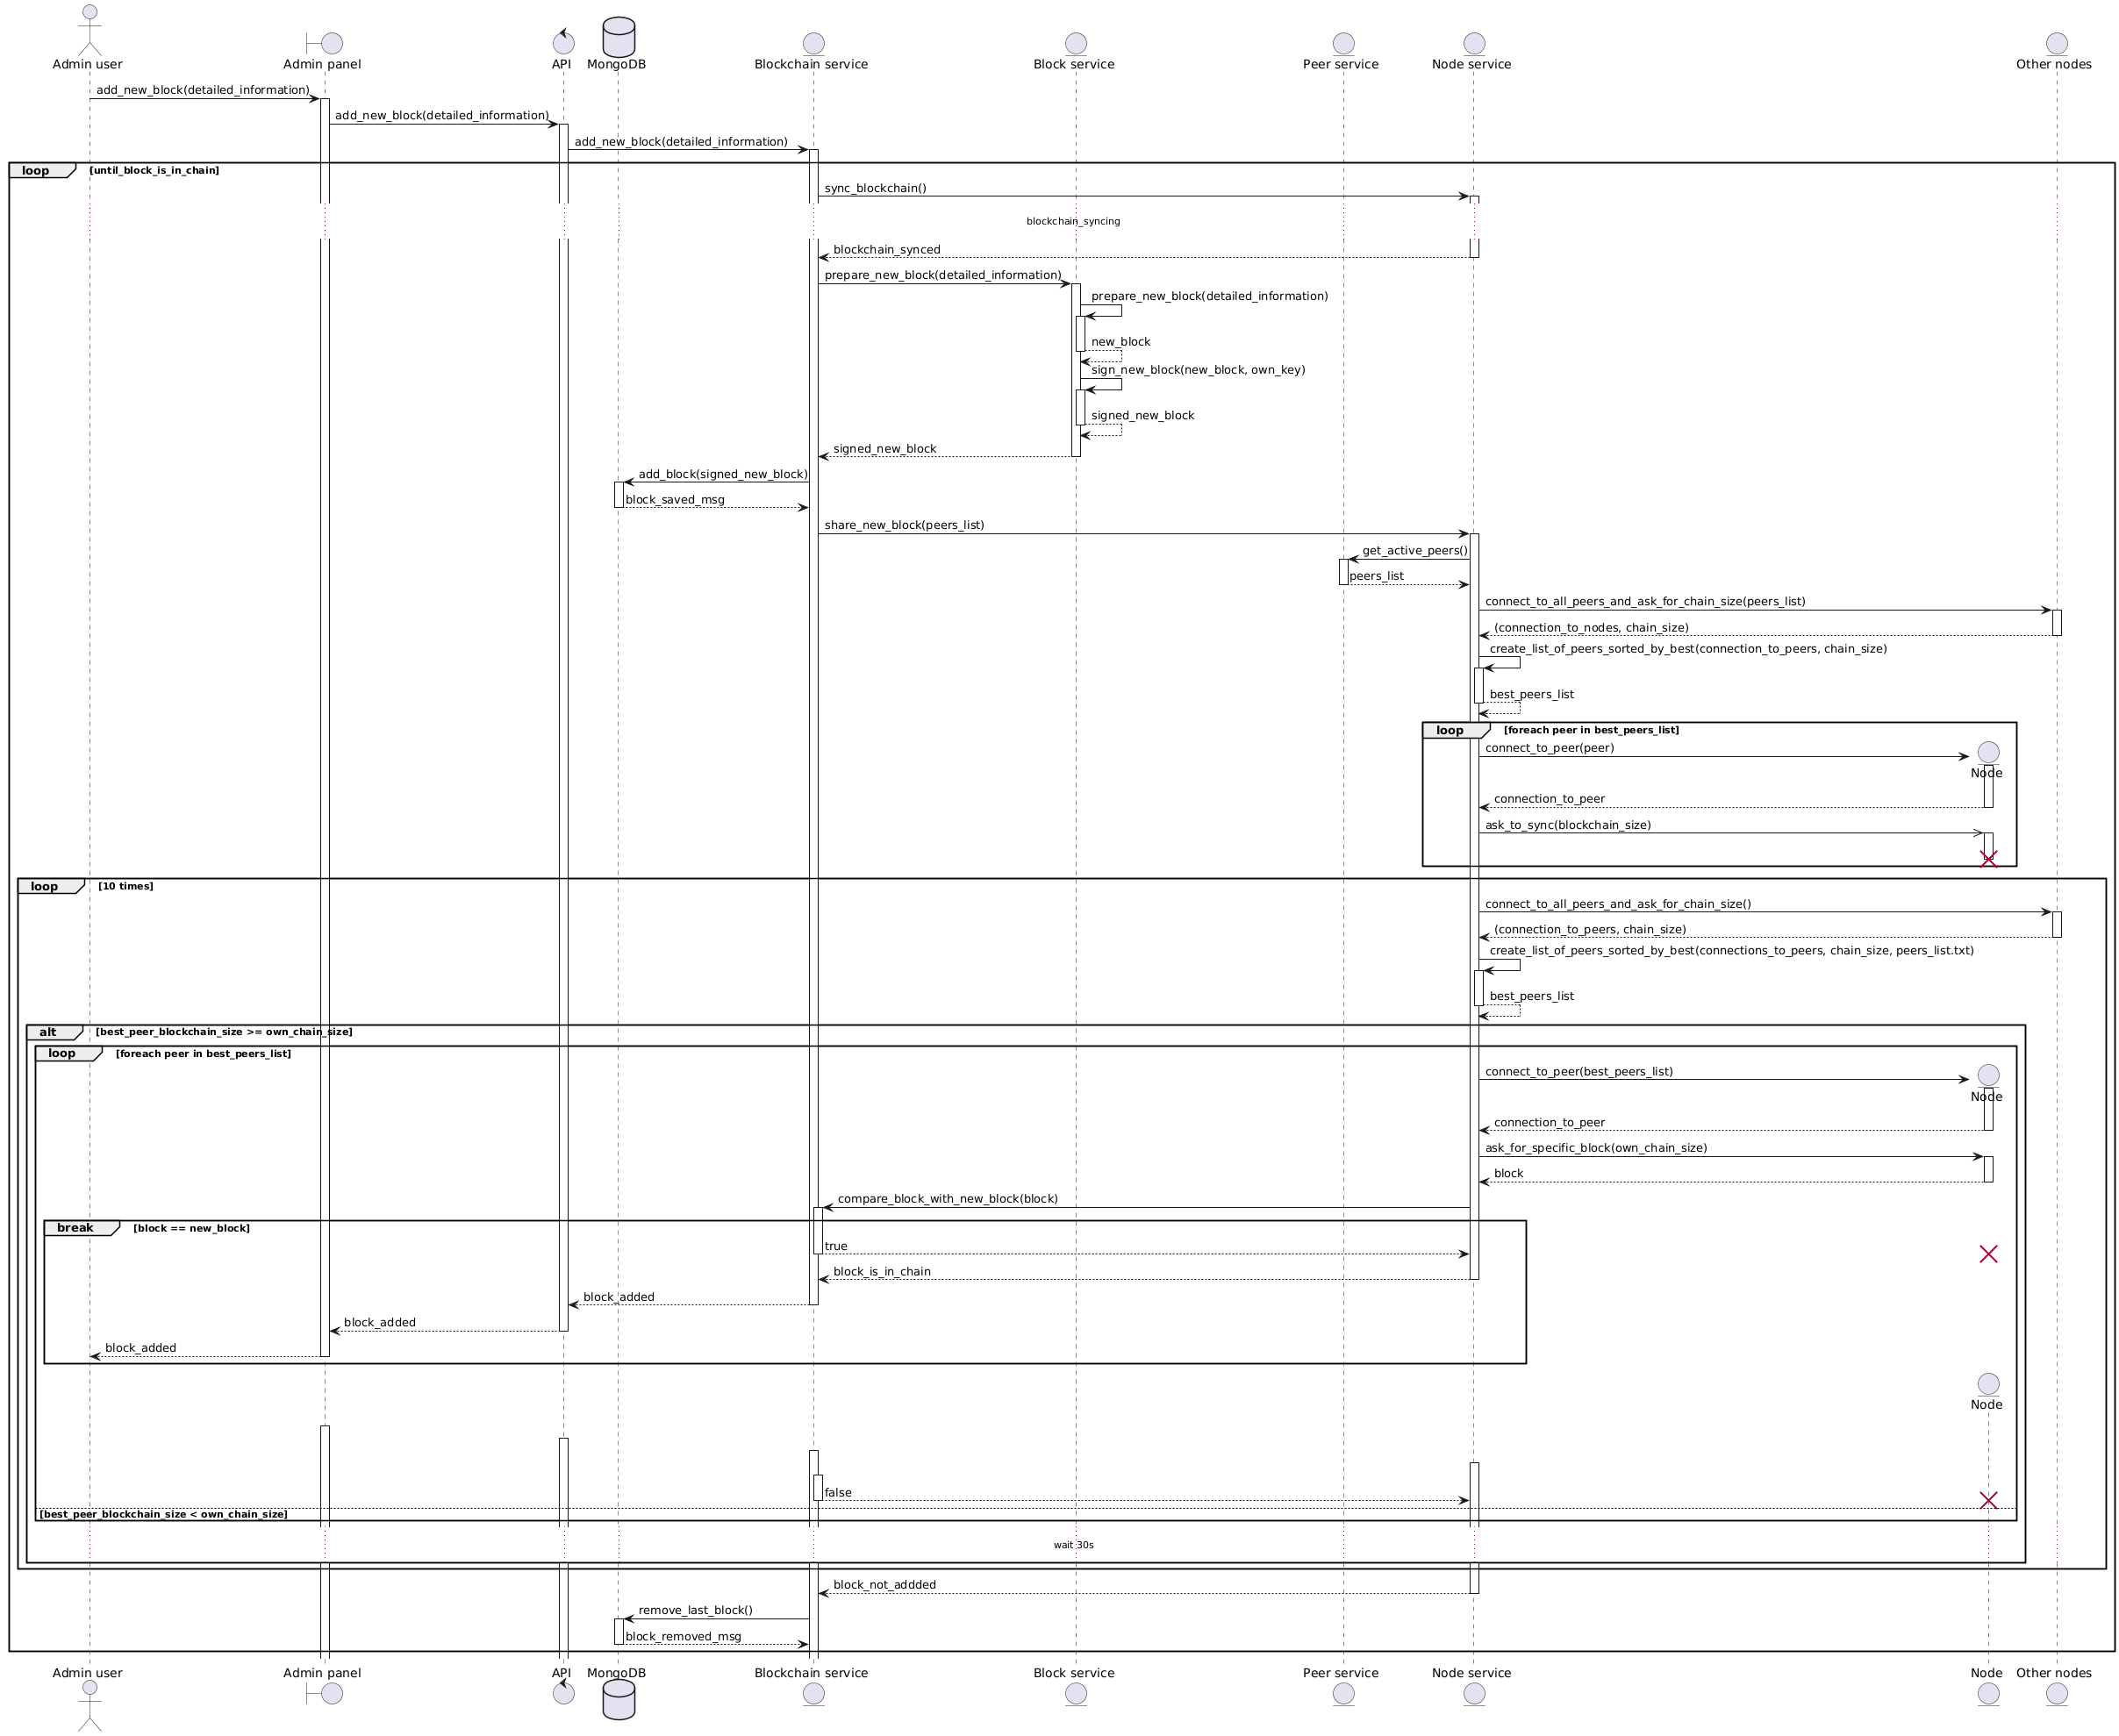 Admin user
Admin panel
API
MongoDB
Blockchain service
Block service
Peer service
Node service
Other nodes
add_new_block(detailed_information)
add_new_block(detailed_information)
add_new_block(detailed_information)
loop [until_block_is_in_chain]
sync_blockchain()
blockchain_syncing
blockchain_synced
prepare_new_block(detailed_information)
prepare_new_block(detailed_information)
new_block
sign_new_block(new_block, own_key)
signed_new_block
signed_new_block
add_block(signed_new_block)
block_saved_msg
share_new_block(peers_list)
get_active_peers()
peers_list
connect_to_all_peers_and_ask_for_chain_size(peers_list)
(connection_to_nodes, chain_size)
create_list_of_peers_sorted_by_best(connection_to_peers, chain_size)
best_peers_list
loop [foreach peer in best_peers_list]
connect_to_peer(peer)
Node
connection_to_peer
ask_to_sync(blockchain_size)
loop [10 times]
connect_to_all_peers_and_ask_for_chain_size()
(connection_to_peers, chain_size)
create_list_of_peers_sorted_by_best(connections_to_peers, chain_size, peers_list.txt)
best_peers_list
alt [best_peer_blockchain_size >= own_chain_size]
loop [foreach peer in best_peers_list]
connect_to_peer(best_peers_list)
Node
connection_to_peer
ask_for_specific_block(own_chain_size)
block
compare_block_with_new_block(block)
break [block == new_block]
true
block_is_in_chain
block_added
block_added
block_added
Node
false
[best_peer_blockchain_size < own_chain_size]
wait 30s
block_not_addded
remove_last_block()
block_removed_msg
Admin user
Admin panel
API
MongoDB
Blockchain service
Block service
Peer service
Node service
Node
Other nodes